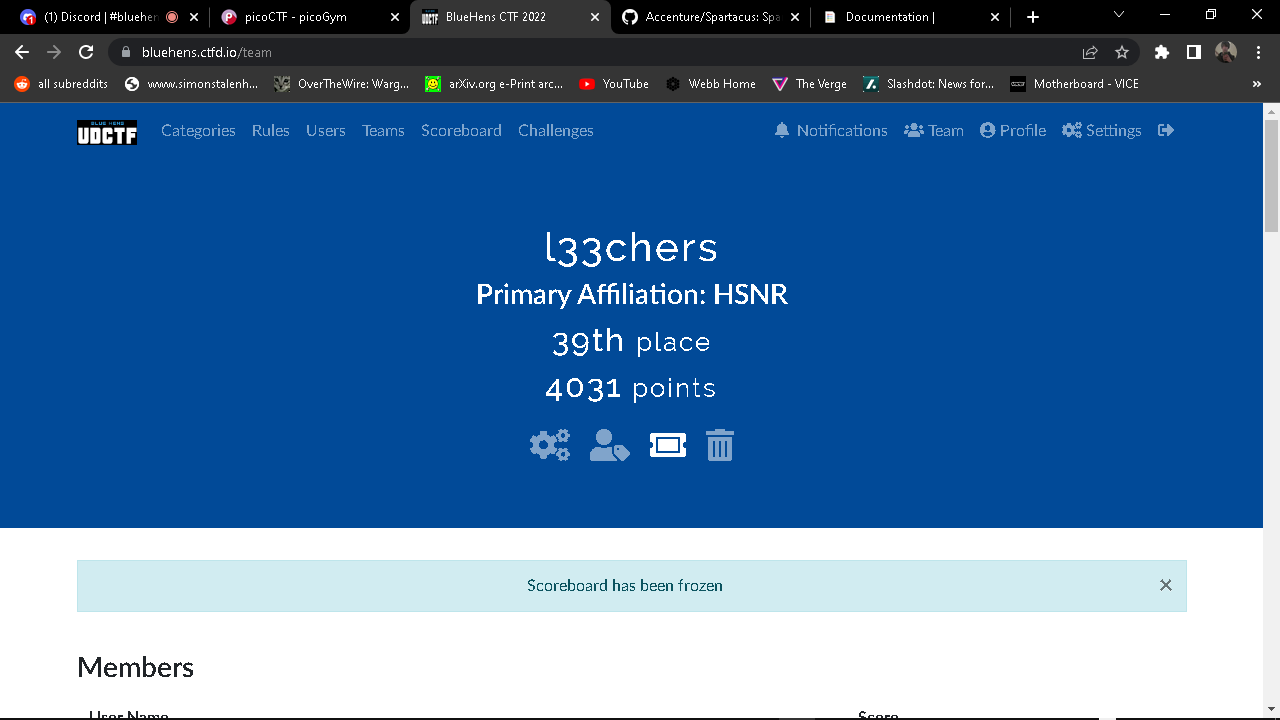 (1) Discord | #bluehen
picoCTF - picoGym
BlueHens CTF 2022
Accenture/Spartacus: Spa
Documentation |
bluehens.ctfd.io/team
all subreddits
www.simonstalenh...
OverTheWire: Warg...
arXiv.org e-Print arc...
YouTube
Webb Home
The Verge
Slashdot: News for...
Motherboard - VICE
»
BLUE HENS
UDCTF
Categories
Rules
Users
Teams
Scoreboard
Challenges
Notifications
Team
Profile
Settings
l33chers
Primary Affiliation: HSNR
39th place
4031 points
Scoreboard has been frozen
Members
User Name
Score